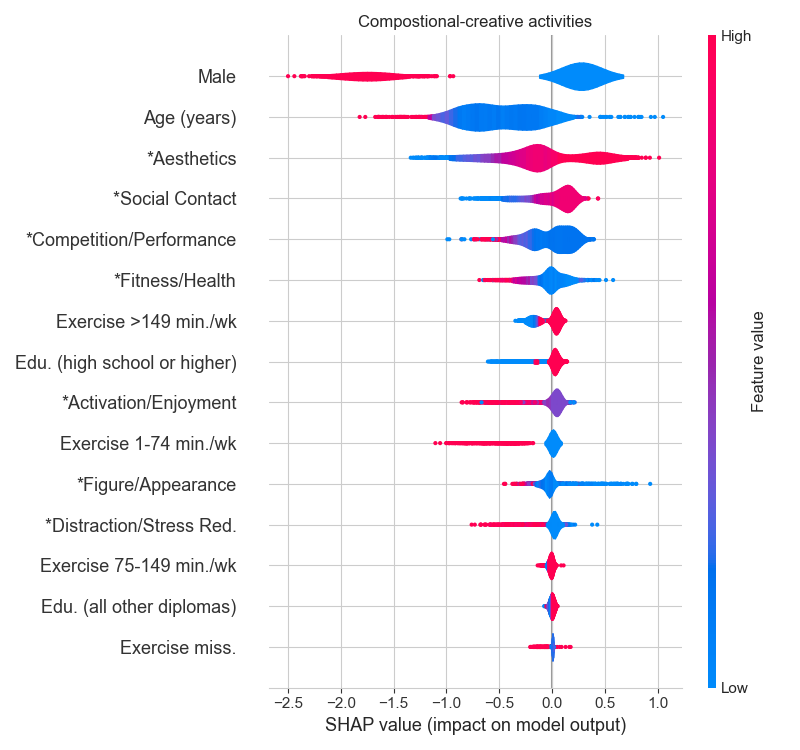 Compostional-creative activities
High
Male
Age (years)
*Aesthetics
*Social Contact
*Competition/Performance
*Fitness/Health
Exercise >149 min./wk
Edu. (high school or higher)
*Activation/Enjoyment
Exercise 1-74 min./wk
*Figure/Appearance
*Distraction/Stress Red.
Exercise 75-149 min./wk
Edu. (all other diplomas)
Exercise miss.
Feature value
Low
−2.5 −2.0 −1.5 −1.0 −0.5 0.0 0.5 1.0
SHAP value (impact on model output)